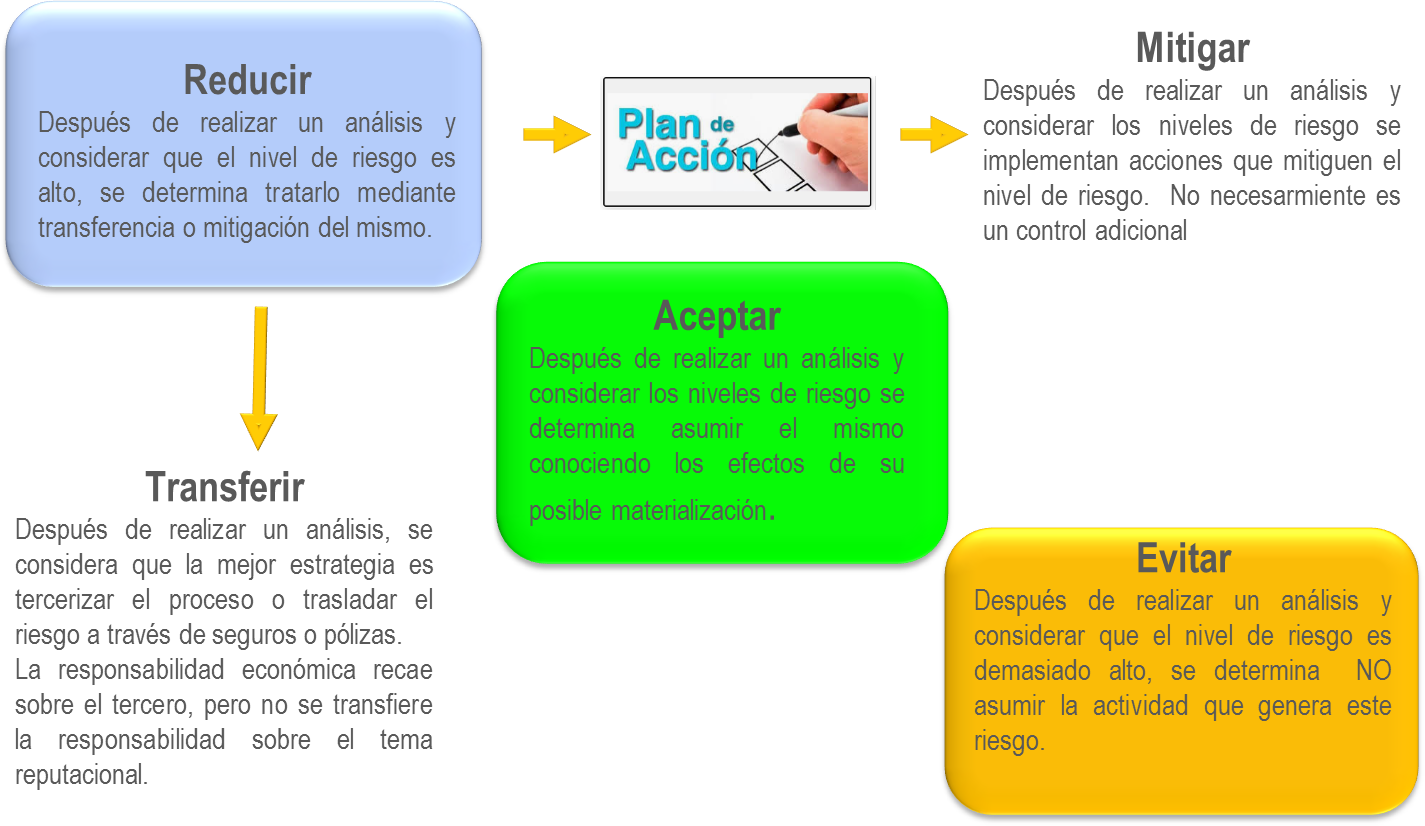 Reducir
Después de realizar un análisis y
considerar que el nivel de riesgo es
alto, se determina tratarlo mediante
transferencia o mitigación del mismo.
Plan de
Acción
Mitigar
Después de realizar un análisis y
considerar los niveles de riesgo se
implementan acciones que mitiguen el
nivel de riesgo. No necesarmiente es
un control adicional
Aceptar
Después de realizar un análisis y
considerar los niveles de riesgo se
determina asumir el mismo
conociendo los efectos de su
posible materialización.
Transferir
Después de realizar un análisis, se
considera que la mejor estrategia es
tercerizar el proceso o trasladar el
riesgo a través de seguros o pólizas.
La responsabilidad económica recae
sobre el tercero, pero no se transfiere
la responsabilidad sobre el tema
reputacional.
Evitar
Después de realizar un análisis y
considerar que el nivel de riesgo es
demasiado alto, se determina NO
asumir la actividad que genera este
riesgo.